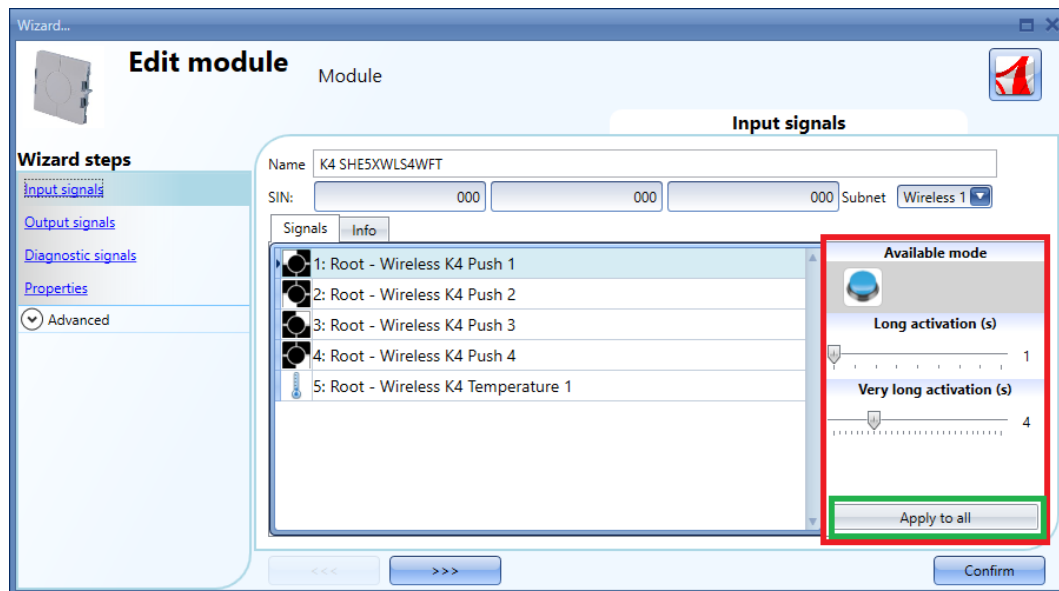 Wizard...
Edit module
Module
Input signals
Wizard steps
Input signals
Output signals
Diagnostic signals
Properties
Advanced
Name K4 SHE5XWLS4WFT
SIN: 000 000 000 Subnet Wireless 1
Signals Info
1: Root - Wireless K4 Push 1
2: Root - Wireless K4 Push 2
3: Root - Wireless K4 Push 3
4: Root - Wireless K4 Push 4
5: Root - Wireless K4 Temperature 1
Available mode
Long activation (s)
1
Very long activation (s)
4
Apply to all
<<< >>> Confirm